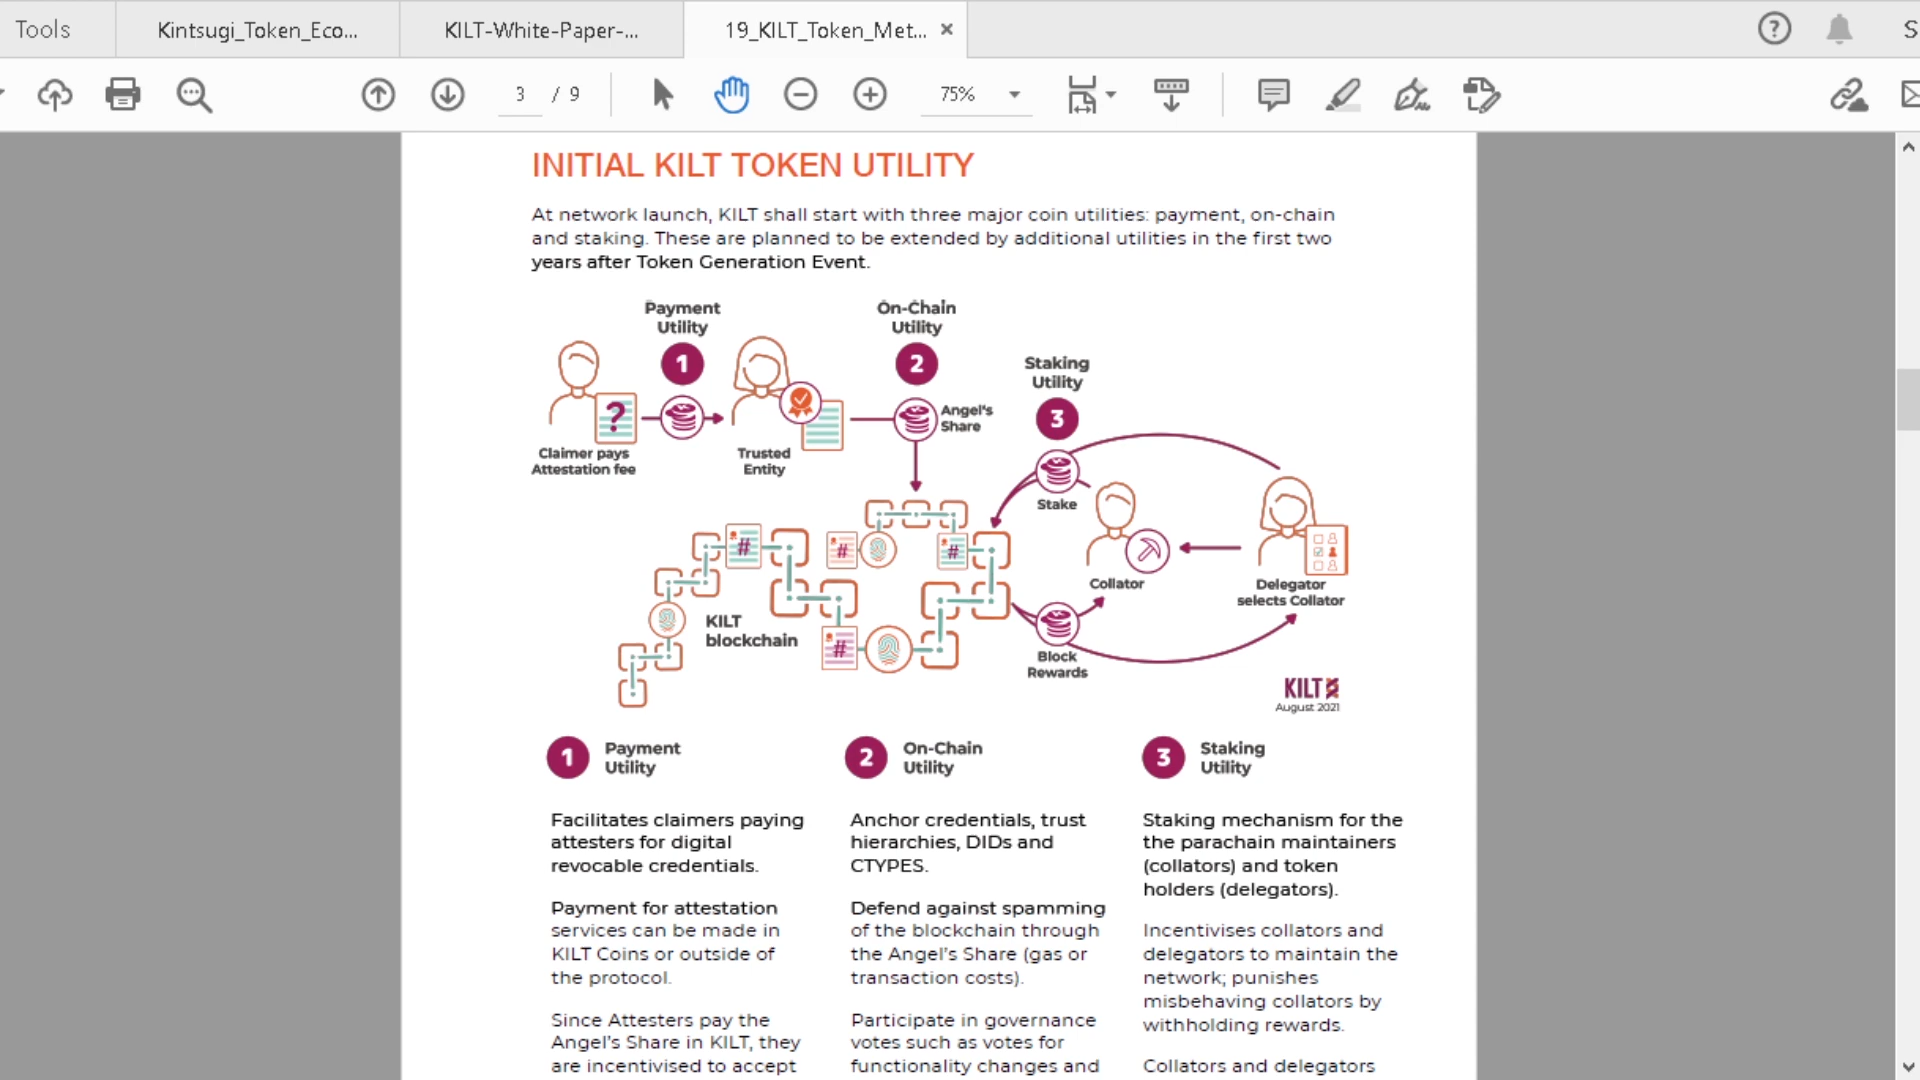 Tools
Kintsugi_Token_Eco...
KILT-White-Paper-...
19_KILT_Token_Met...
3 / 9
75%
INITIAL KILT TOKEN UTILITY
At network launch, KILT shall start with three major coin utilities: payment, on-chain
and staking. These are planned to be extended by additional utilities in the first two
years after Token Generation Event.
Payment
Utility
1
On-Chain
Utility
2
Staking
Utility
3
?
Claimer pays
Attestation fee
Trusted
Entity
Angel's
Share
Stake
Collator
Delegator
selects Collator
#
#
#
#
KILT
blockchain
Block
Rewards
KILT
August 2021
1 Payment
Utility
Facilitates claimers paying
attesters for digital
revocable credentials.
Payment for attestation
services can be made in
KILT Coins or outside of
the protocol.
Since Attesters pay the
Angel's Share in KILT, they
are incentivised to accept
2 On-Chain
Utility
Anchor credentials, trust
hierarchies, DIDs and
CTYPES.
Defend against spamming
of the blockchain through
the Angel's Share (gas or
transaction costs).
Participate in governance
votes such as votes for
functionality changes and
3 Staking
Utility
Staking mechanism for the
the parachain maintainers
(collators) and token
holders (delegators).
Incentivises collators and
delegators to maintain the
network; punishes
misbehaving collators by
withholding rewards.
Collators and delegators